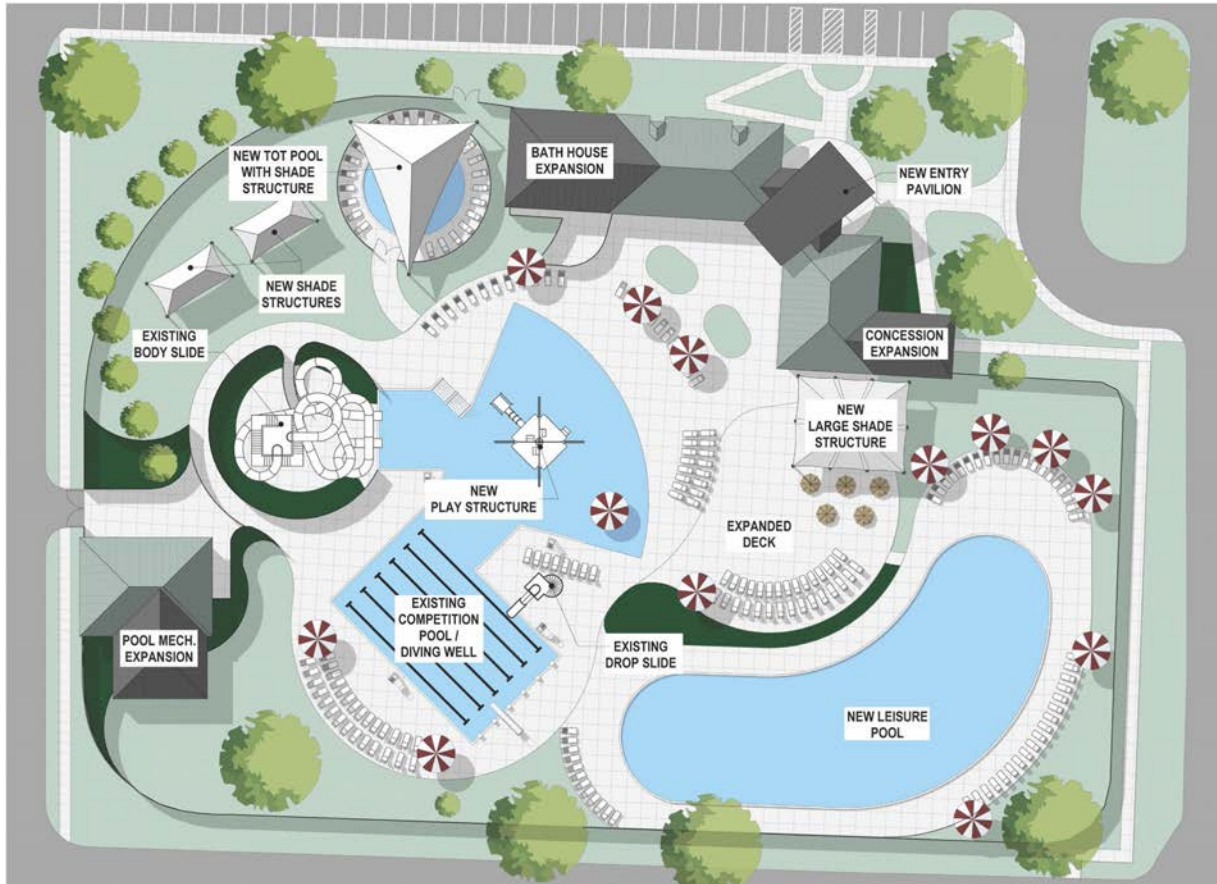 NEW TOT POOL
WITH SHADE
STRUCTURE
BATH HOUSE
EXPANSION
NEW ENTRY
PAVILION
NEW SHADE
STRUCTURES
EXISTING
BODY SLIDE
CONCESSION
EXPANSION
NEW
LARGE SHADE
STRUCTURE
NEW
PLAY STRUCTURE
EXPANDED
DECK
EXISTING
COMPETITION
POOL /
DIVING WELL
EXISTING
DROP SLIDE
POOL MECH.
EXPANSION
NEW LEISURE
POOL